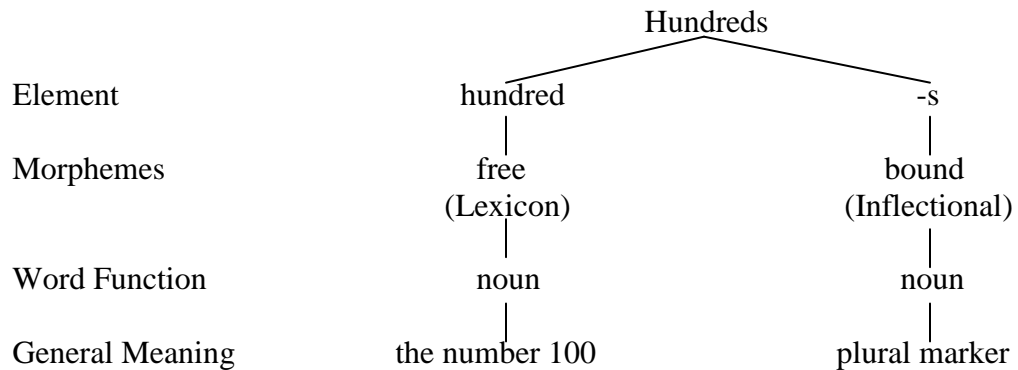 Hundreds
Element hundred -s
Morphemes free bound
(Lexicon) (Inflectional)
Word Function noun noun
General Meaning the number 100 plural marker